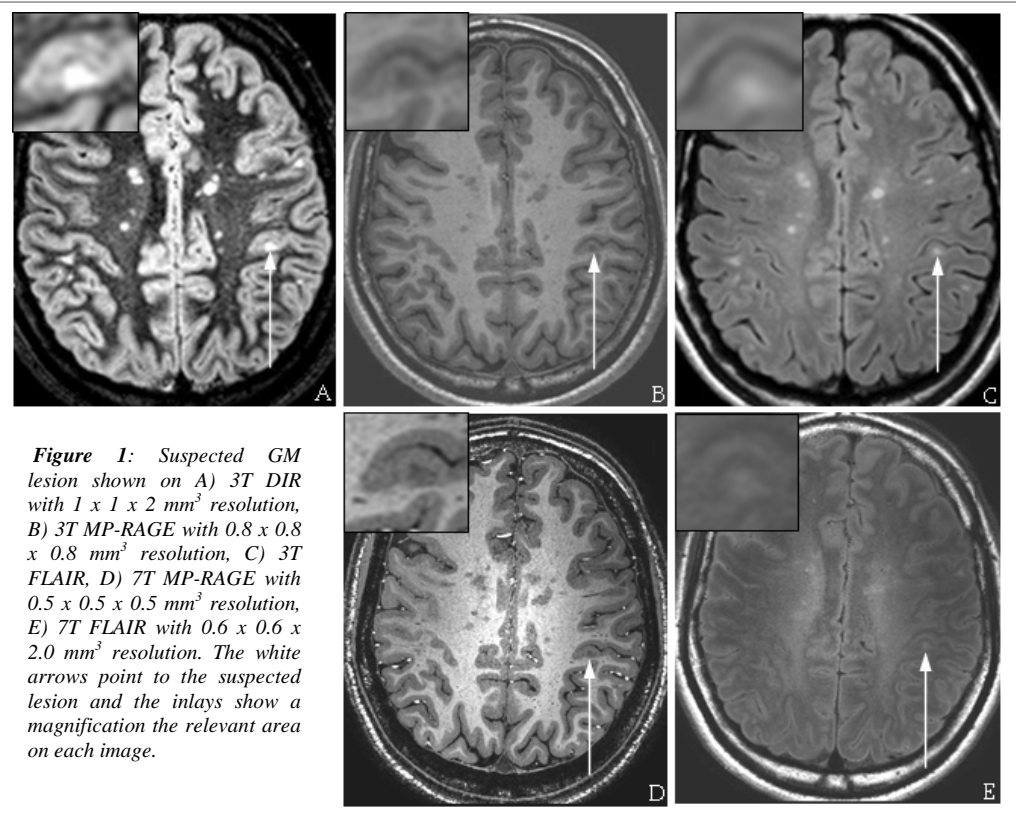 A
B
C
Figure 1: Suspected GM
lesion shown on A) 3T DIR
with 1 x 1 x 2 mm³ resolution,
B) 3T MP-RAGE with 0.8 x 0.8
x 0.8 mm³ resolution, C) 3T
FLAIR, D) 7T MP-RAGE with
0.5 x 0.5 x 0.5 mm³ resolution,
E) 7T FLAIR with 0.6 x 0.6 x
2.0 mm³ resolution. The white
arrows point to the suspected
lesion and the inlays show a
magnification the relevant area
on each image.
D
E